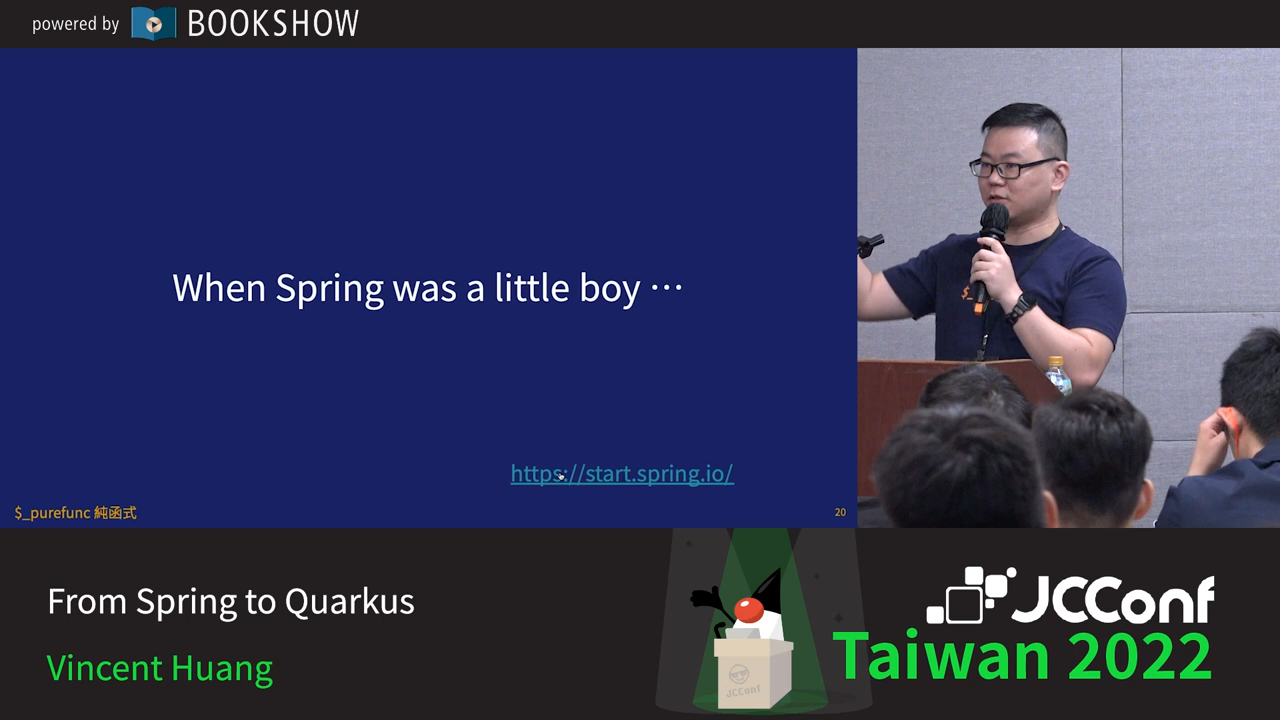 powered by BOOKSHOW
When Spring was a little boy …
https://start.spring.io/
$_purefunc 純函式
20
$_
From Spring to Quarkus
Vincent Huang
JCConf
JCConf
Taiwan 2022